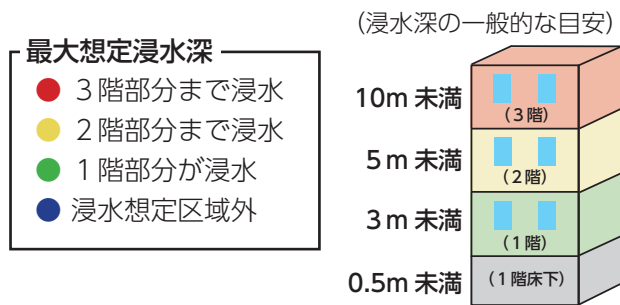 最大想定浸水深
3階部分まで浸水
2階部分まで浸水
1階部分が浸水
浸水想定区域外
(浸水深の一般的な目安)
10m 未満
(3階)
5m 未満
(2階)
3m 未満
(1階)
0.5m 未満
(1階床下)